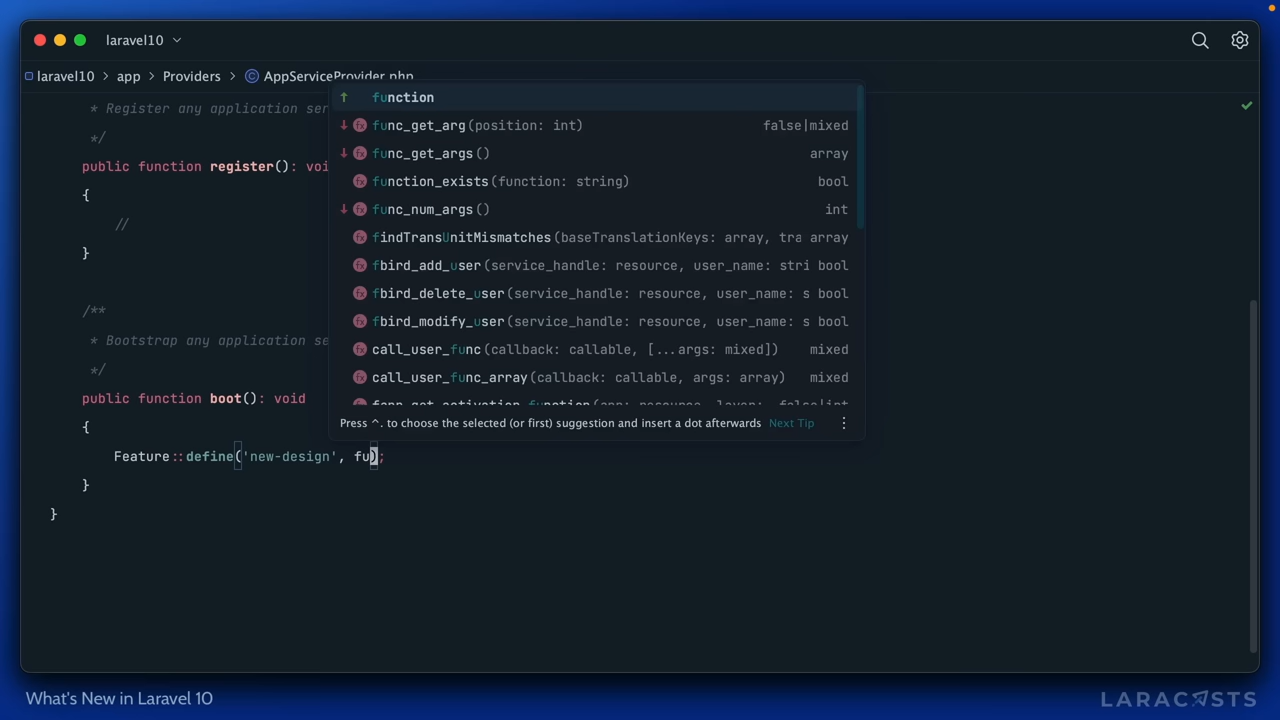 laravel10
laravel10 > app > Providers > AppServiceProvider.php
* Register any application ser
*/
public function register(): voi
{
//
}
/**
* Bootstrap any application se
*/
public function boot(): void
{
Feature::define('new-design', fu);
}
}
function
func_get_arg(position: int) false|mixed
func_get_args() array
function_exists(function: string) bool
func_num_args() int
findTransUnitMismatches(baseTranslationKeys: array, tra array
fbird_add_user(service_handle: resource, user_name: stri bool
fbird_delete_user(service_handle: resource, user_name: s bool
fbird_modify_user(service_handle: resource, user_name: s bool
call_user_func(callback: callable, [...args: mixed]) mixed
call_user_func_array(callback: callable, args: array) mixed
Press ^. to choose the selected (or first) suggestion and insert a dot afterwards Next Tip
What's New in Laravel 10
LARACASTS